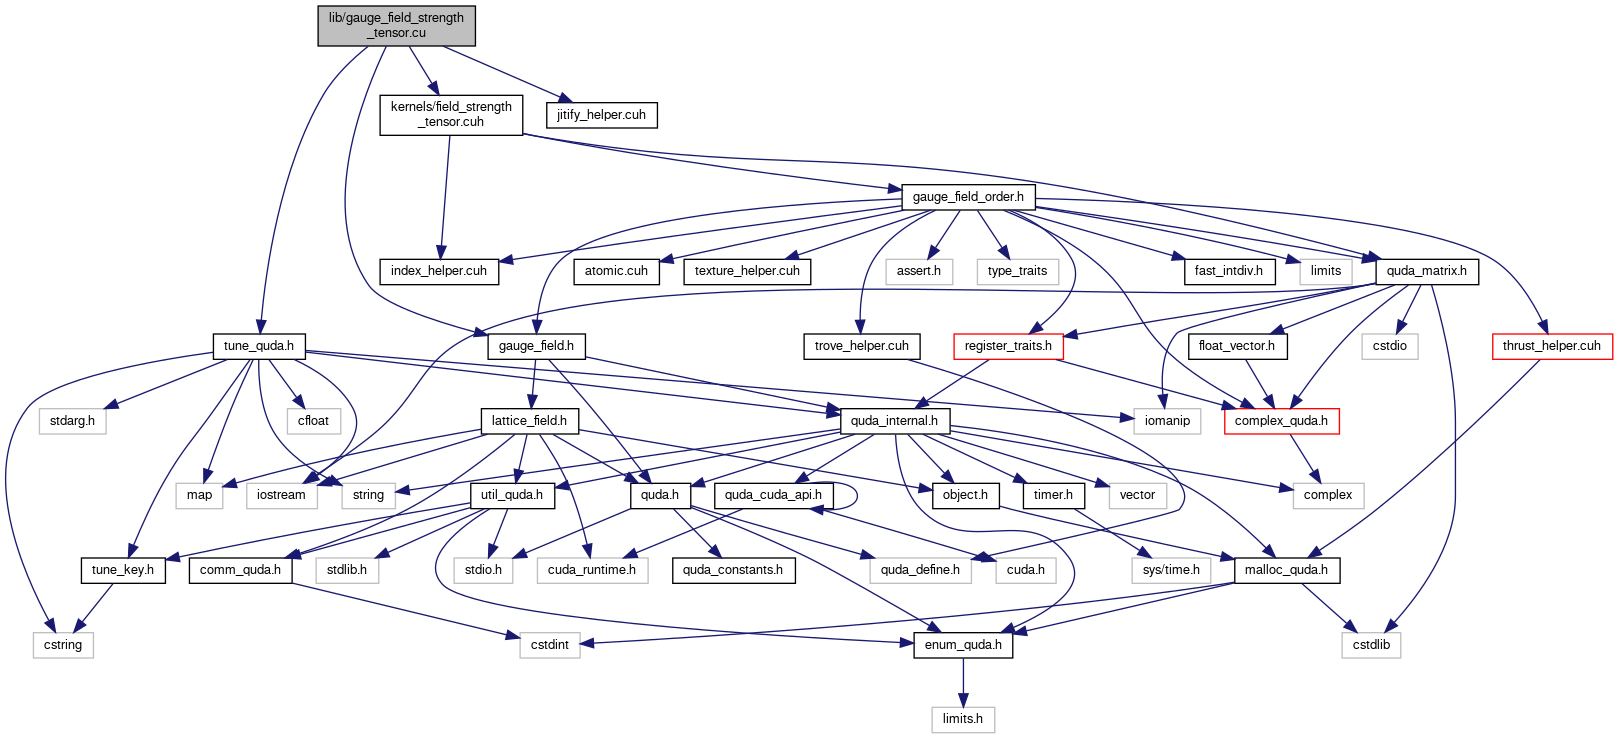 lib/gauge_field_strength
_tensor.cu
kernels/field_strength
_tensor.cuh
jitify_helper.cuh
gauge_field_order.h
index_helper.cuh
atomic.cuh
texture_helper.cuh
assert.h
type_traits
fast_intdiv.h
limits
quda_matrix.h
tune_quda.h
gauge_field.h
trove_helper.cuh
register_traits.h
float_vector.h
cstdio
thrust_helper.cuh
stdarg.h
cfloat
lattice_field.h
quda_internal.h
iomanip
complex_quda.h
map
iostream
string
util_quda.h
quda.h
quda_cuda_api.h
object.h
timer.h
vector
complex
tune_key.h
comm_quda.h
stdlib.h
stdio.h
cuda_runtime.h
quda_constants.h
quda_define.h
cuda.h
sys/time.h
malloc_quda.h
cstring
cstdint
enum_quda.h
cstdlib
limits.h